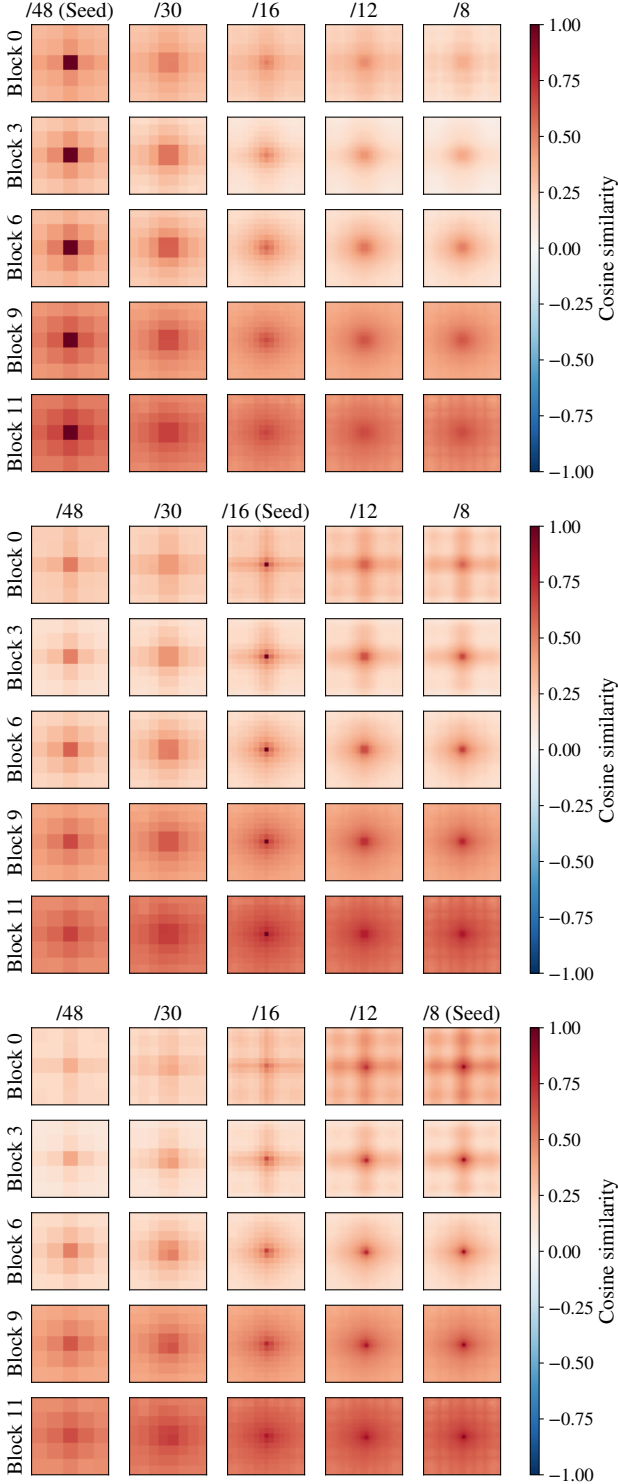 /48 (Seed) /30 /16 /12 /8
Block 0
Block 3
Block 6
Block 9
Block 11
1.00
0.75
0.50
0.25
0.00
−0.25
−0.50
−0.75
−1.00
Cosine similarity
/48 /30 /16 (Seed) /12 /8
Block 0
Block 3
Block 6
Block 9
Block 11
1.00
0.75
0.50
0.25
0.00
−0.25
−0.50
−0.75
−1.00
Cosine similarity
/48 /30 /16 /12 /8 (Seed)
Block 0
Block 3
Block 6
Block 9
Block 11
1.00
0.75
0.50
0.25
0.00
−0.25
−0.50
−0.75
−1.00
Cosine similarity